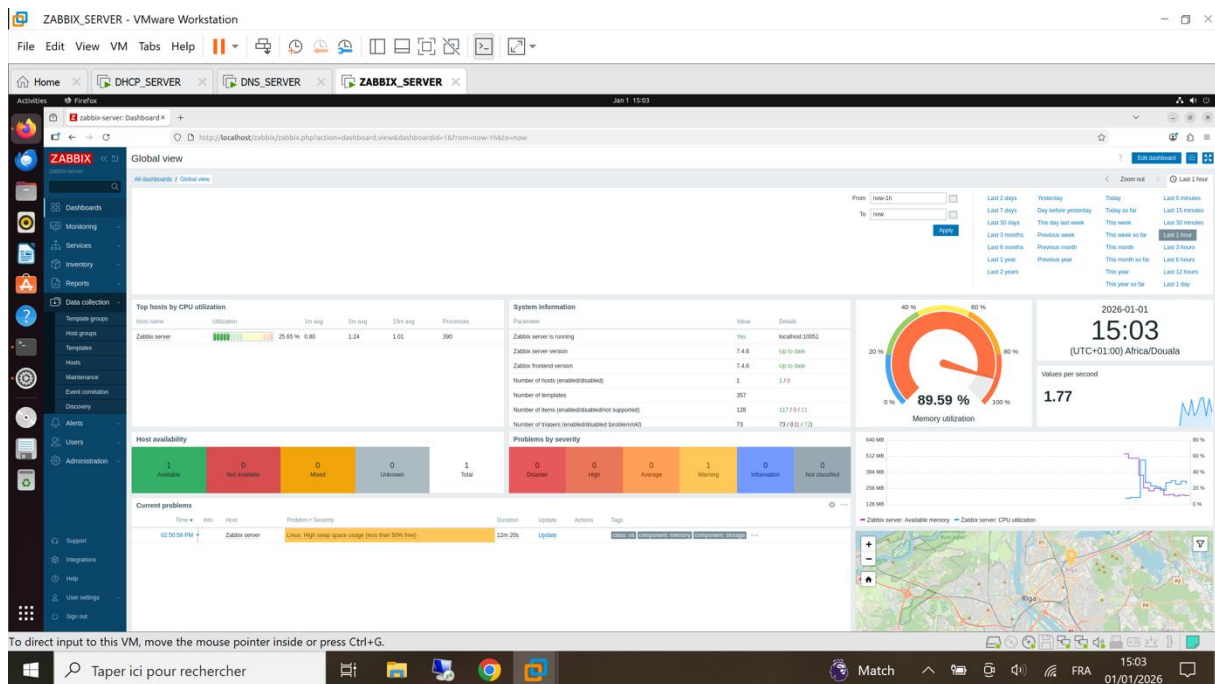 ZABBIX_SERVER - VMware Workstation
File Edit View VM Tabs Help
Home DHCP_SERVER DNS_SERVER ZABBIX_SERVER
Activities Firefox Jan 1 15:03
zabbix-server: Dashboard
http://localhost/zabbix/zabbix.php?action=dashboard.view&dashboardid=1&from=now-1h&to=now
ZABBIX
zabbix-server
Global view
? Edit dashboard
All dashboards / Global view
Zoom out Last 1 hour
From now-1h
To now
Apply
Last 2 days Yesterday Today Last 5 minutes
Last 7 days Day before yesterday Today so far Last 15 minutes
Last 30 days This day last week This week Last 30 minutes
Last 3 months Previous week This week so far Last 1 hour
Last 6 months Previous month This month Last 3 hours
Last 1 year Previous year This month so far Last 6 hours
Last 2 years This year Last 12 hours
This year so far Last 1 day
Dashboards
Monitoring
Services
Inventory
Reports
Data collection
Template groups
Host groups
Templates
Hosts
Maintenance
Event correlation
Discovery
Alerts
Users
Administration
Support
Integrations
Help
User settings
Sign out
Top hosts by CPU utilization
Host name Utilization 1m avg 5m avg 15m avg Processes
Zabbix server 25.65 % 0.80 1.24 1.01 390
System information
Parameter Value Details
Zabbix server is running Yes localhost:10051
Zabbix server version 7.4.6 Up to date
Zabbix frontend version 7.4.6 Up to date
Number of hosts (enabled/disabled) 1 1 / 0
Number of templates 357
Number of items (enabled/disabled/not supported) 128 117 / 0 / 11
Number of triggers (enabled/disabled [problem/ok]) 73 73 / 0 [1 / 72]
0 % 20 % 40 % 60 % 80 % 100 %
89.59 %
Memory utilization
2026-01-01
15:03
(UTC+01:00) Africa/Douala
Values per second
1.77
Host availability
1 Available
0 Not available
0 Mixed
0 Unknown
1 Total
Problems by severity
0 Disaster
0 High
0 Average
1 Warning
0 Information
0 Not classified
640 MB 80 %
512 MB 60 %
384 MB 40 %
256 MB 20 %
128 MB 0 %
Zabbix server: Available memory Zabbix server: CPU utilization
Current problems
Time Info Host Problem • Severity Duration Update Actions Tags
02:50:58 PM Zabbix server Linux: High swap space usage (less than 50% free) 12m 20s Update class: os component: memory component: storage
+
−
Riga
To direct input to this VM, move the mouse pointer inside or press Ctrl+G.
Taper ici pour rechercher
Match
FRA
15:03
01/01/2026